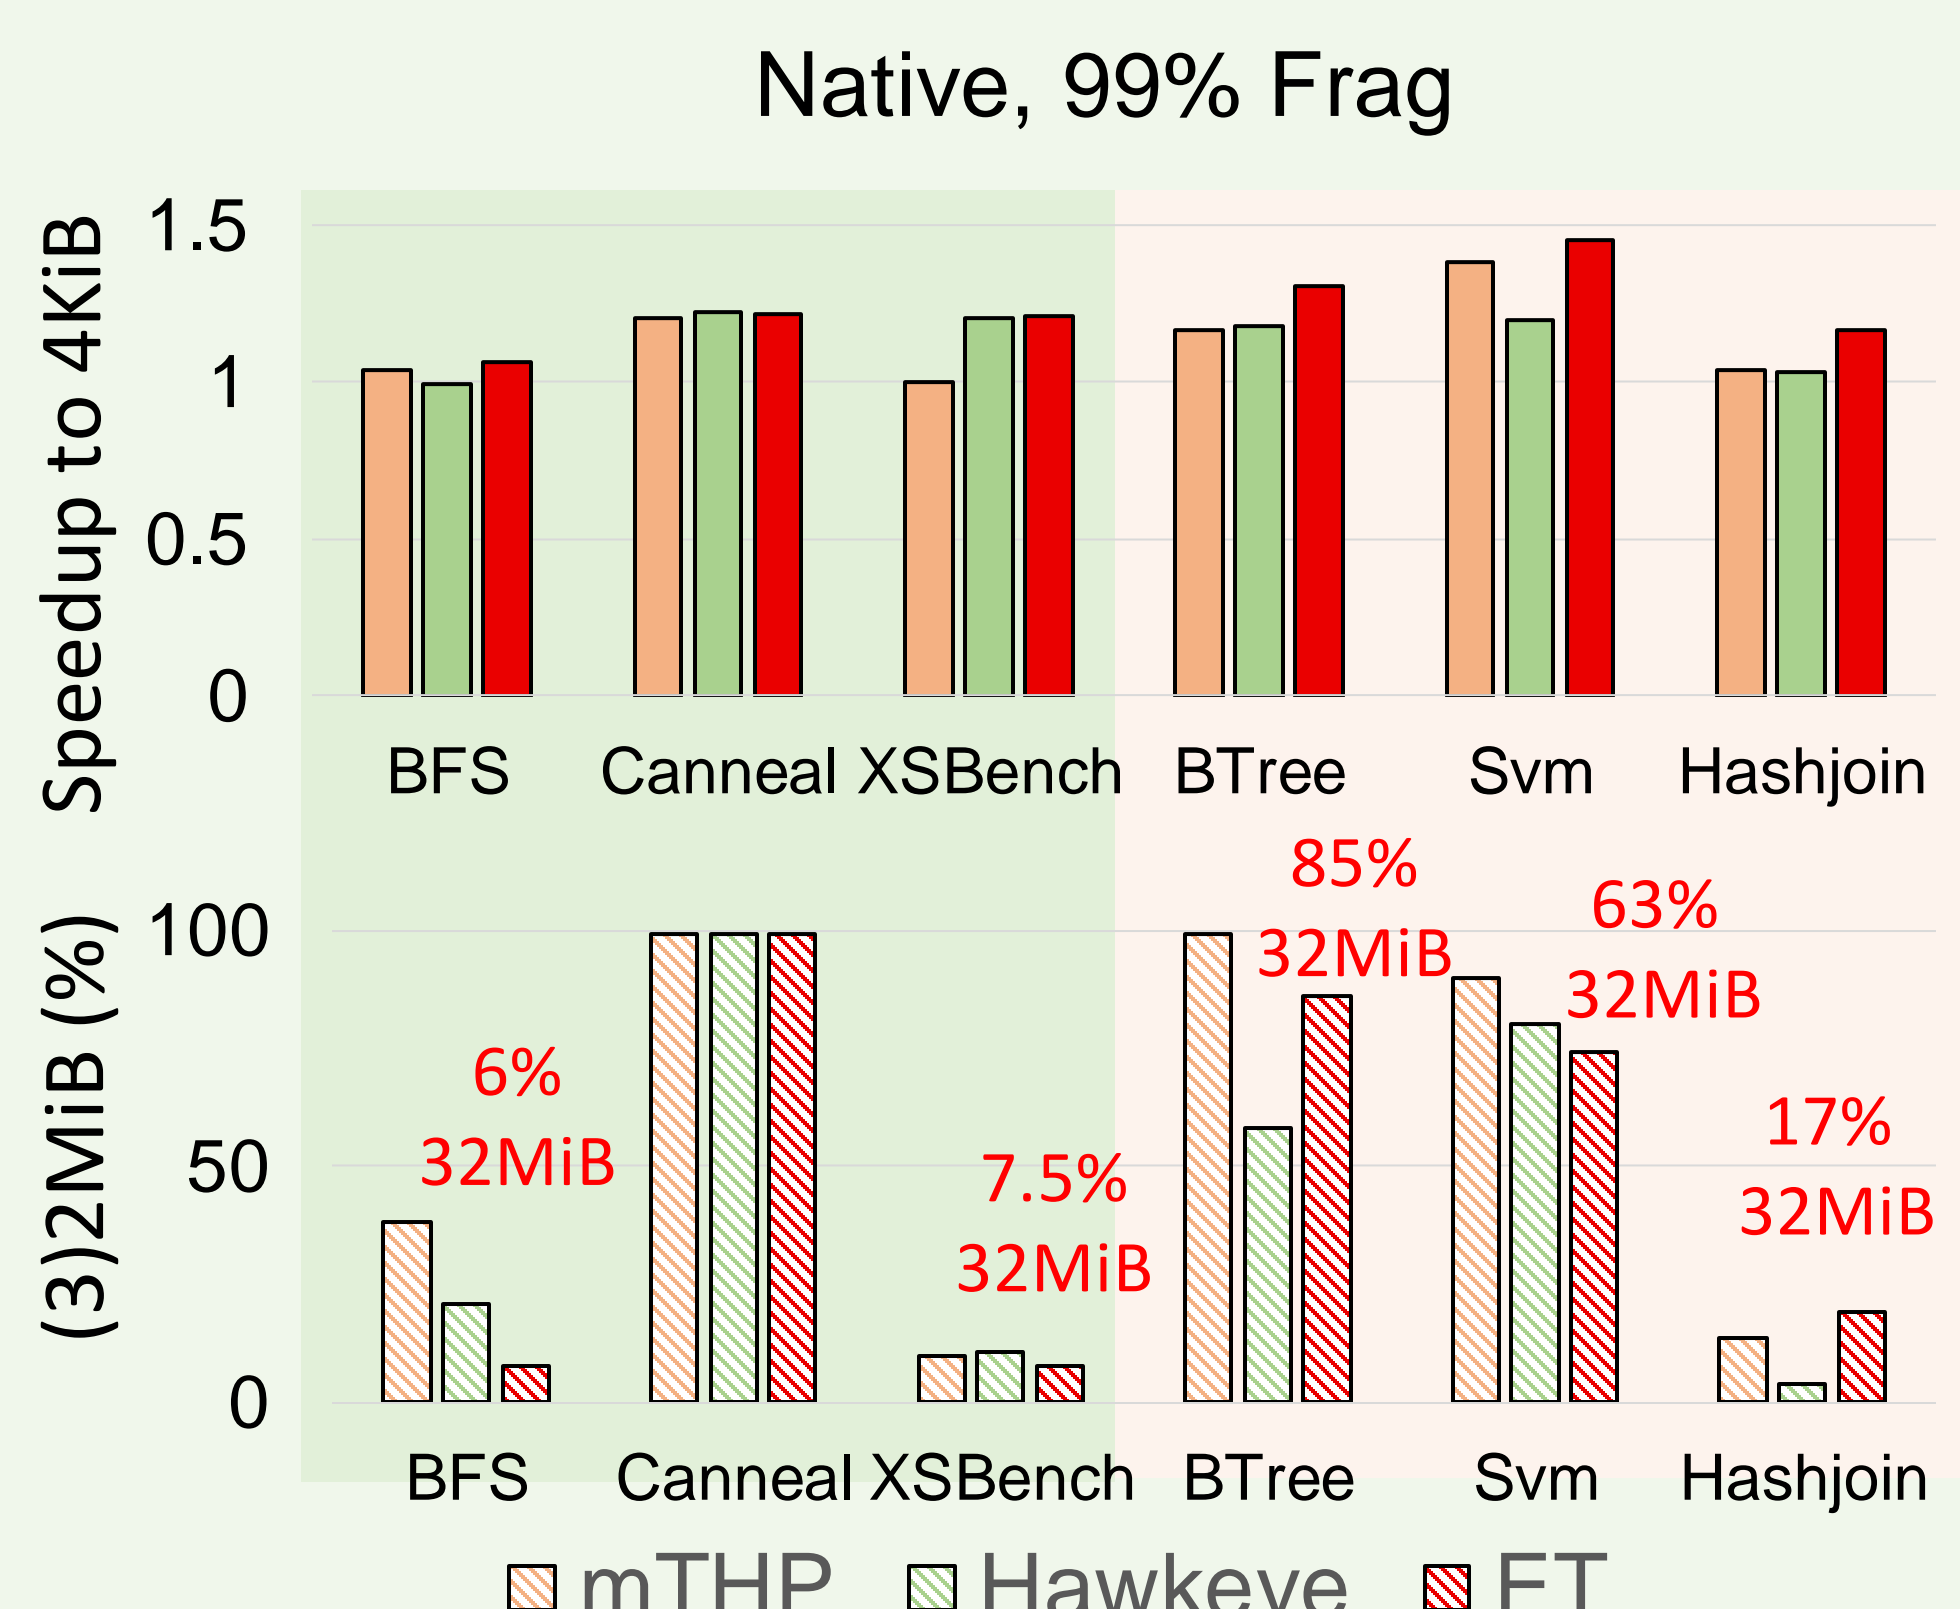 Native, 99% Frag
Speedup to 4KiB
1.5
1
0.5
0
BFS Canneal XSBench BTree Svm Hashjoin
(3)2MiB (%)
100
50
0
6%
32MiB
7.5%
32MiB
85%
32MiB
63%
32MiB
17%
32MiB
BFS Canneal XSBench BTree Svm Hashjoin
mTHP Hawkeye